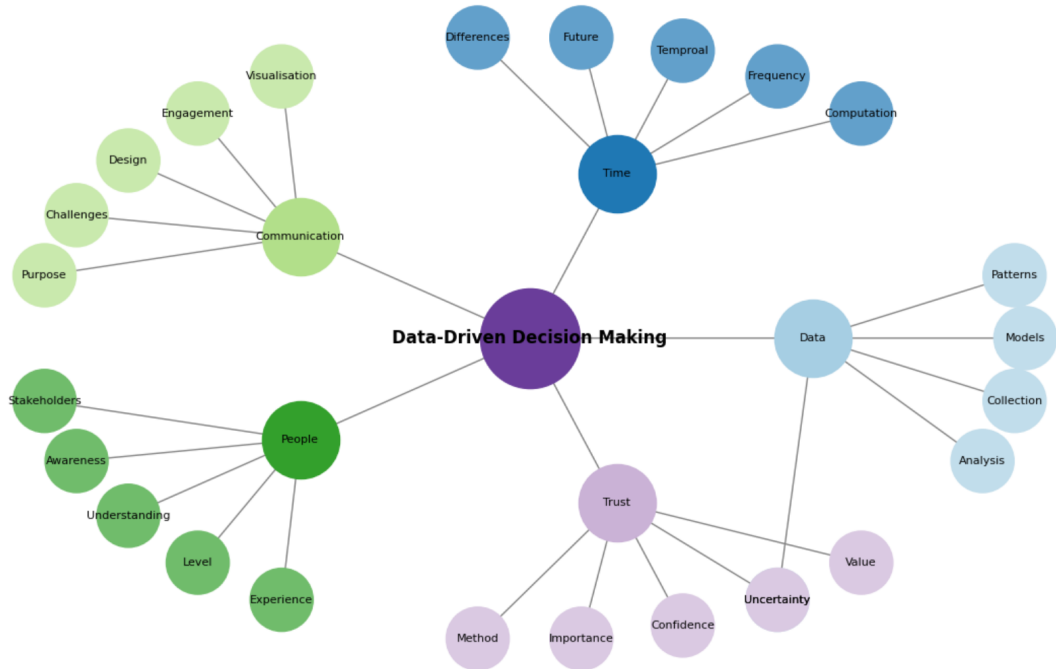 Differences
Future
Temproal
Frequency
Computation
Visualisation
Engagement
Design
Challenges
Purpose
Time
Communication
Data-Driven Decision Making
Patterns
Data
Models
Collection
Analysis
Stakeholders
Awareness
Understanding
Level
Experience
People
Trust
Value
Uncertainty
Confidence
Importance
Method